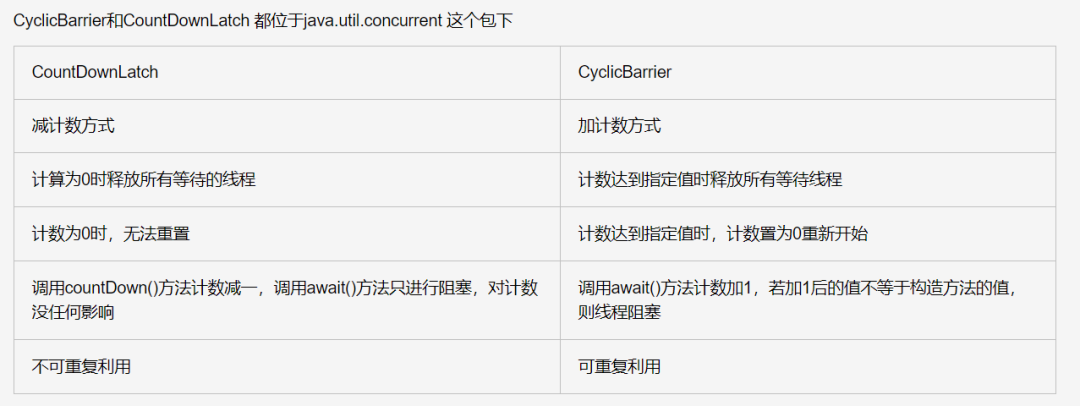 CyclicBarrier和CountDownLatch 都位于java.util.concurrent 这个包下
CountDownLatch
CyclicBarrier
减计数方式
加计数方式
计算为0时释放所有等待的线程
计数达到指定值时释放所有等待线程
计数为0时，无法重置
计数达到指定值时，计数置为0重新开始
调用countDown()方法计数减一，调用await()方法只进行阻塞，对计数
没任何影响
调用await()方法计数加1，若加1后的值不等于构造方法的值，
则线程阻塞
不可重复利用
可重复利用